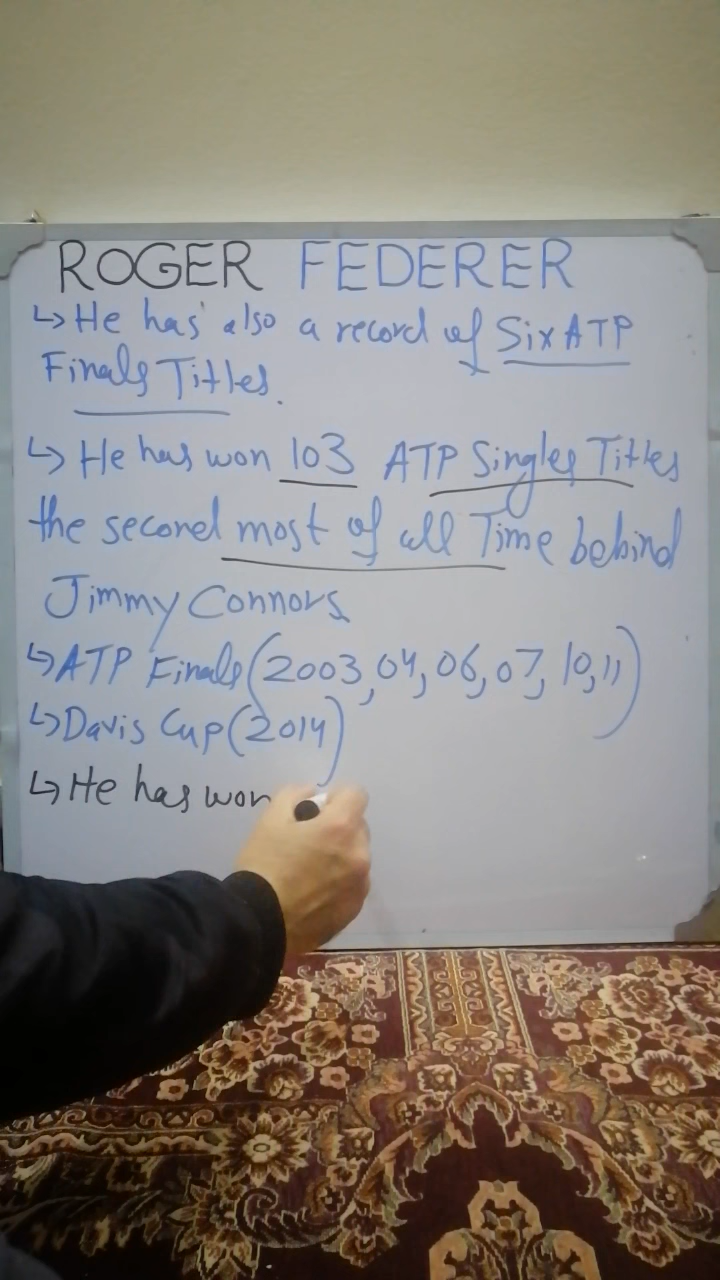 ROGER FEDERER
↳ He has also a record of Six ATP
Finals Titles.
↳ He has won 103 ATP Singles Titles
the second most of all Time behind
Jimmy Connors
↳ ATP Finals (2003, 04, 06, 07, 10, 11)
↳ Davis Cup (2014)
↳ He has won